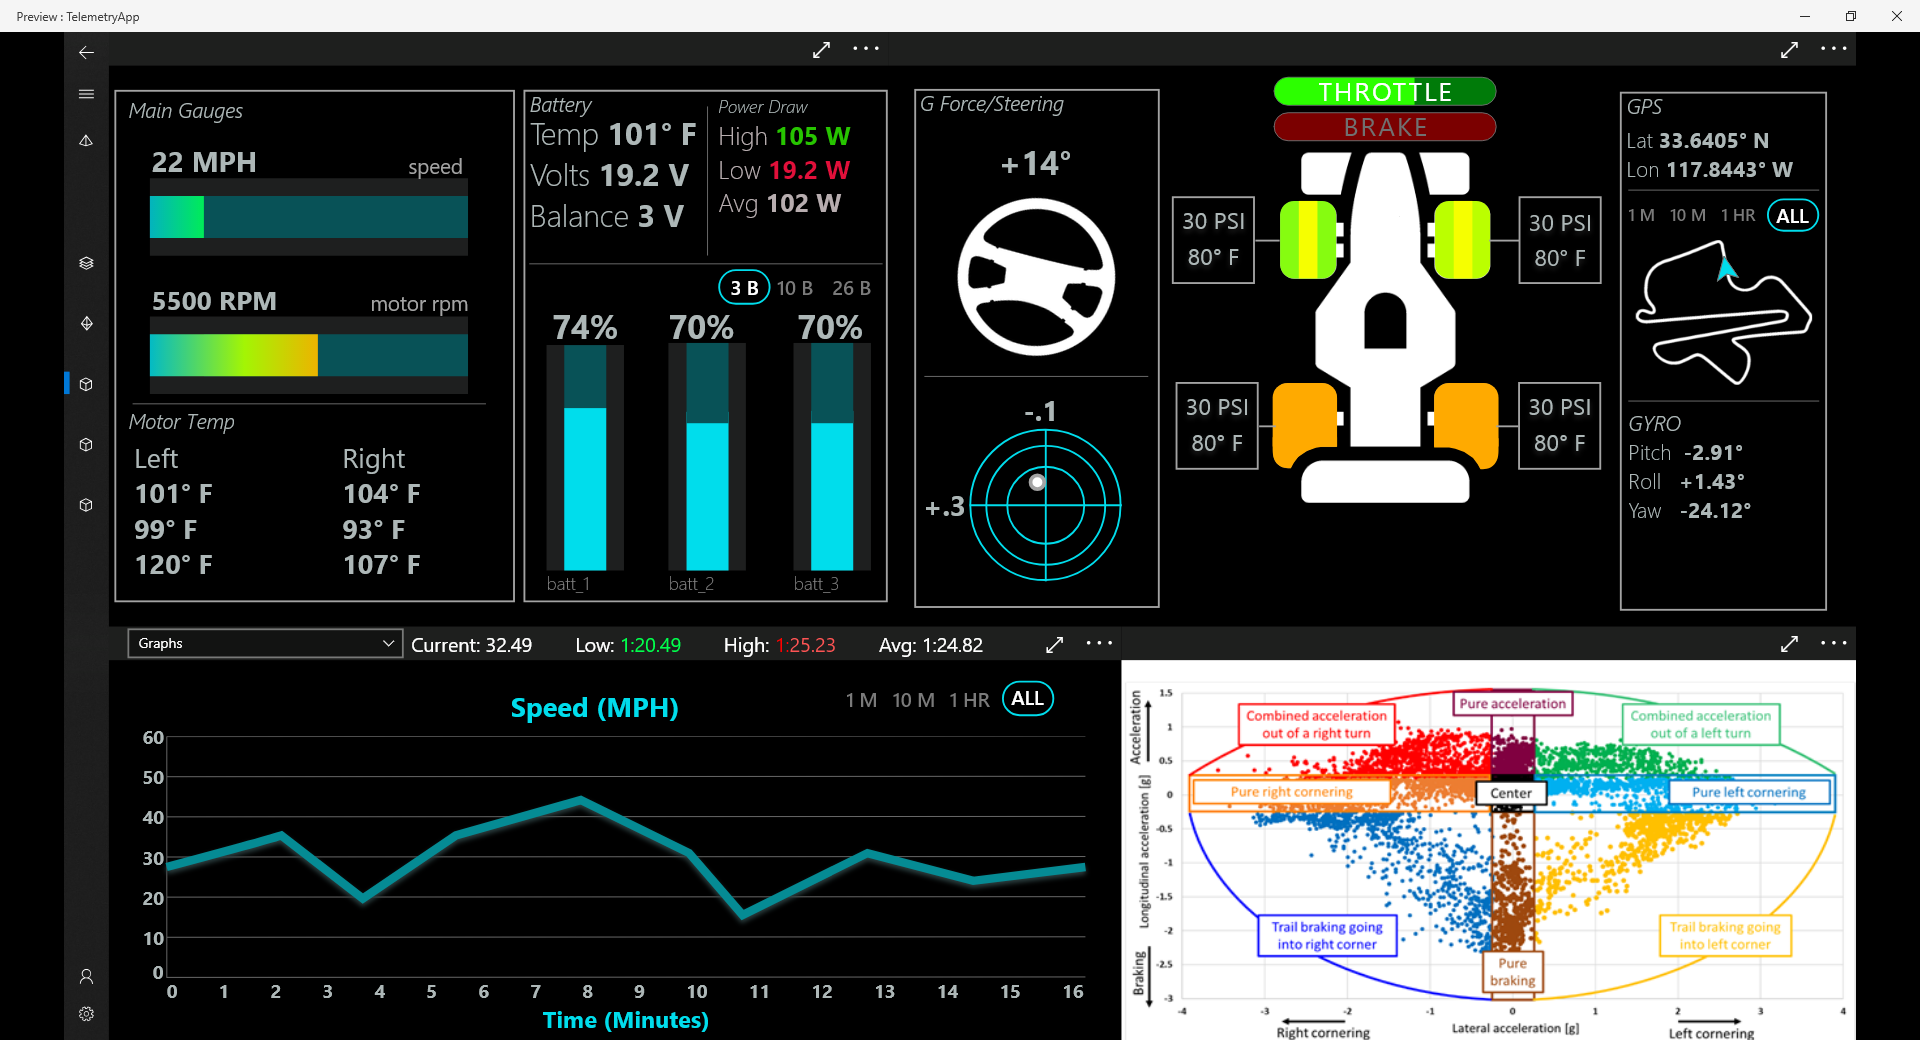 Preview : TelemetryApp
Main Gauges
22 MPH
speed
5500 RPM
motor rpm
Motor Temp
Left
Right
101° F
104° F
99° F
93° F
120° F
107° F
Battery
Temp 101° F
Volts 19.2 V
Balance 3 V
Power Draw
High 105 W
Low 19.2 W
Avg 102 W
3 B
10 B
26 B
74%
70%
70%
batt_1
batt_2
batt_3
G Force/Steering
+14°
-.1
+.3
THROTTLE
BRAKE
30 PSI
80° F
30 PSI
80° F
30 PSI
80° F
30 PSI
80° F
GPS
Lat 33.6405° N
Lon 117.8443° W
1 M
10 M
1 HR
ALL
GYRO
Pitch -2.91°
Roll +1.43°
Yaw -24.12°
Graphs
Current: 32.49
Low: 1:20.49
High: 1:25.23
Avg: 1:24.82
Speed (MPH)
1 M
10 M
1 HR
ALL
60
50
40
30
20
10
0
0 1 2 3 4 5 6 7 8 9 10 11 12 13 14 15 16
Time (Minutes)
Acceleration
Longitudinal acceleration [g]
Braking
1.5
1
0.5
0
-0.5
-1
-1.5
-2
-2.5
-3
Pure acceleration
Combined acceleration
out of a right turn
Combined acceleration
out of a left turn
Pure right cornering
Center
Pure left cornering
Trail braking going
into right corner
Trail braking going
into left corner
Pure
braking
-4 -3 -2 -1 0 1 2 3 4
Right cornering
Lateral acceleration [g]
Left cornering